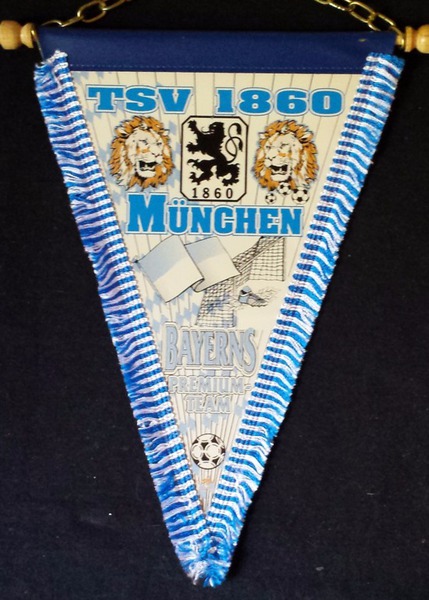 TSV 1860
1860
MÜNCHEN
BAYERNS
PREMIUM-
TEAM